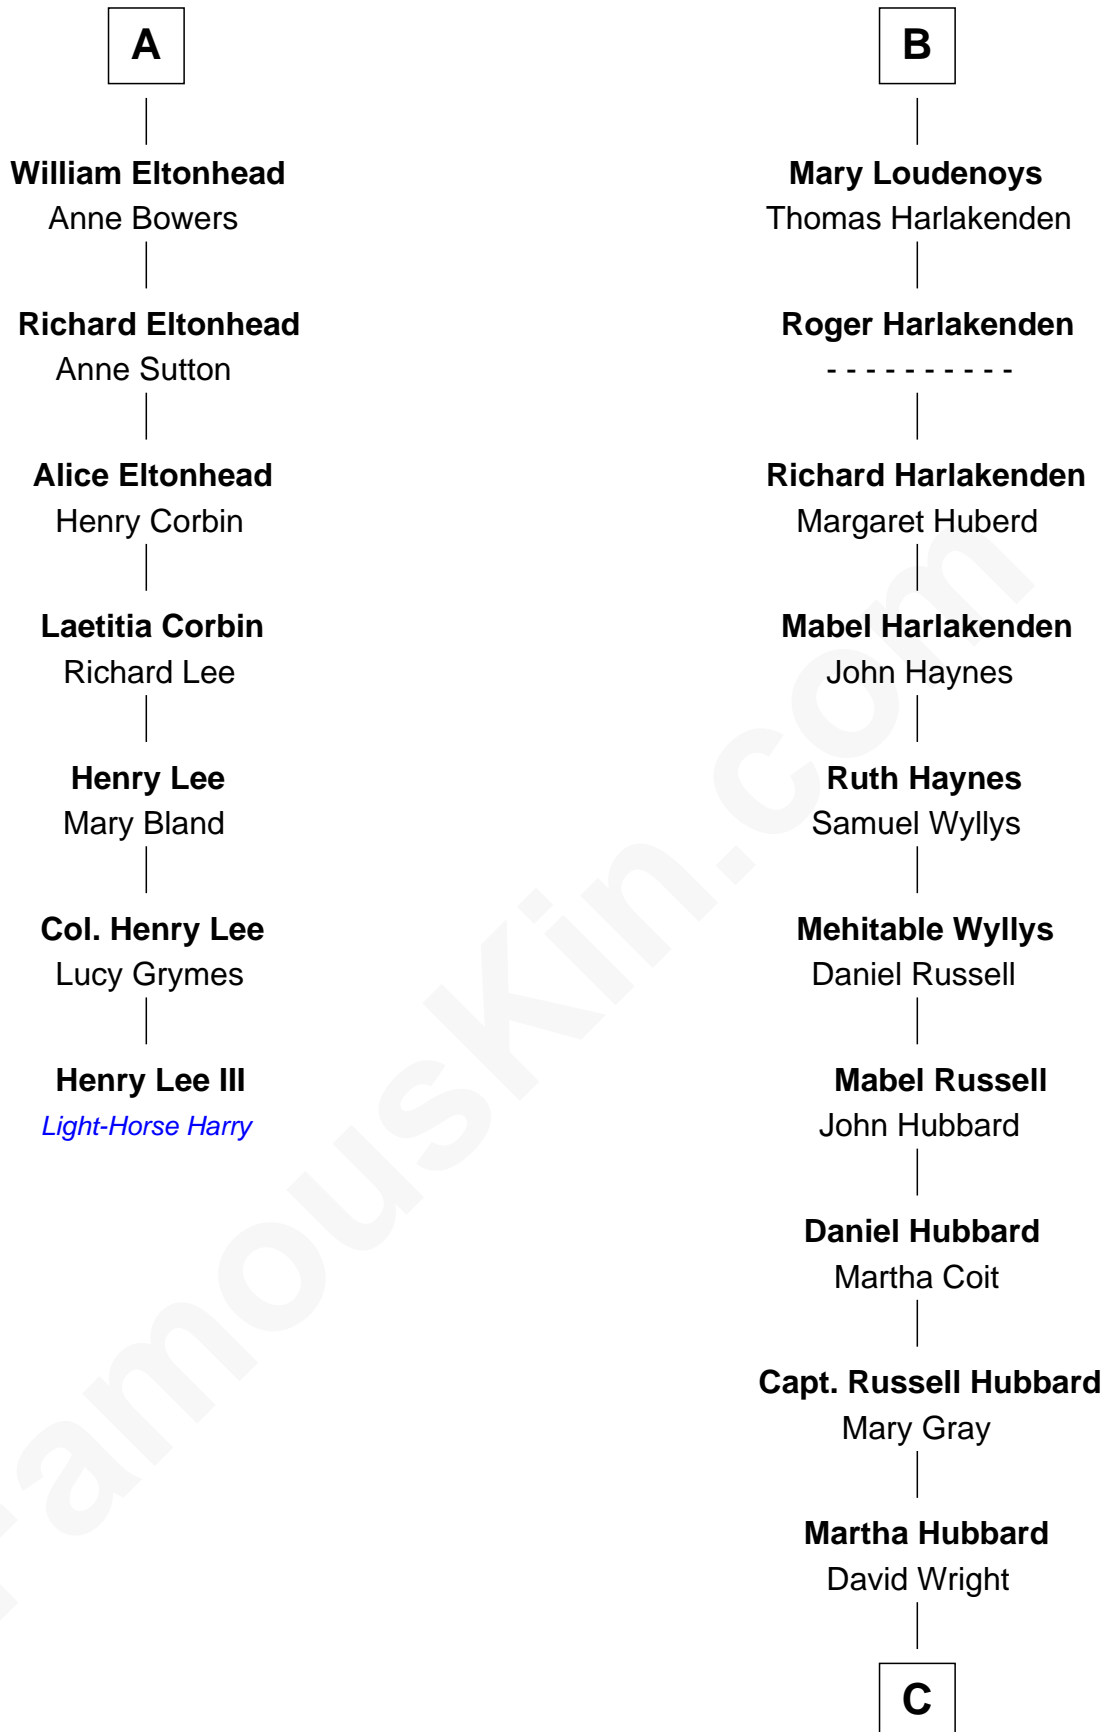 A
William Eltonhead
Anne Bowers
Richard Eltonhead
Anne Sutton
Alice Eltonhead
Henry Corbin
Laetitia Corbin
Richard Lee
Henry Lee
Mary Bland
Col. Henry Lee
Lucy Grymes
Henry Lee III
Light-Horse Harry
B
Mary Loudenoys
Thomas Harlakenden
Roger Harlakenden
- - - - - - - - - -
Richard Harlakenden
Margaret Huberd
Mabel Harlakenden
John Haynes
Ruth Haynes
Samuel Wyllys
Mehitable Wyllys
Daniel Russell
Mabel Russell
John Hubbard
Daniel Hubbard
Martha Coit
Capt. Russell Hubbard
Mary Gray
Martha Hubbard
David Wright
C
FamousKin.com